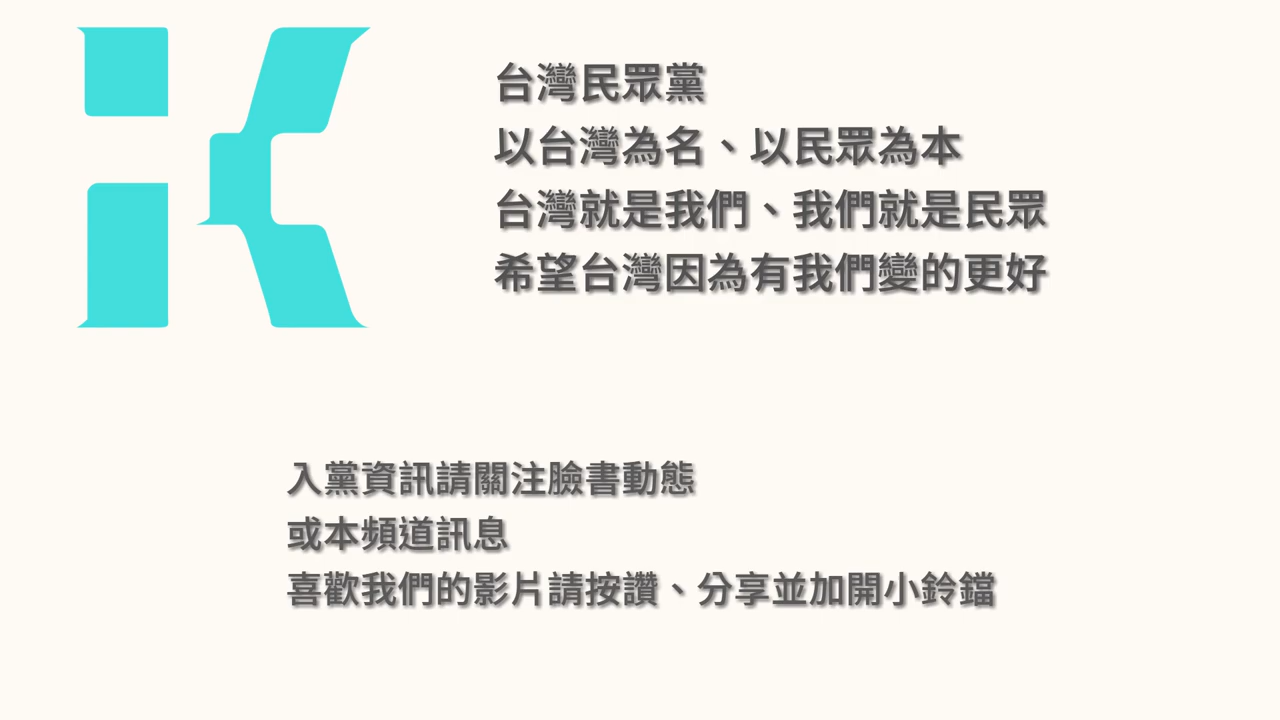 K
台灣民眾黨
以台灣為名、以民眾為本
台灣就是我們、我們就是民眾
希望台灣因為有我們變的更好
入黨資訊請關注臉書動態
或本頻道訊息
喜歡我們的影片請按讚、分享並加開小鈴鐺